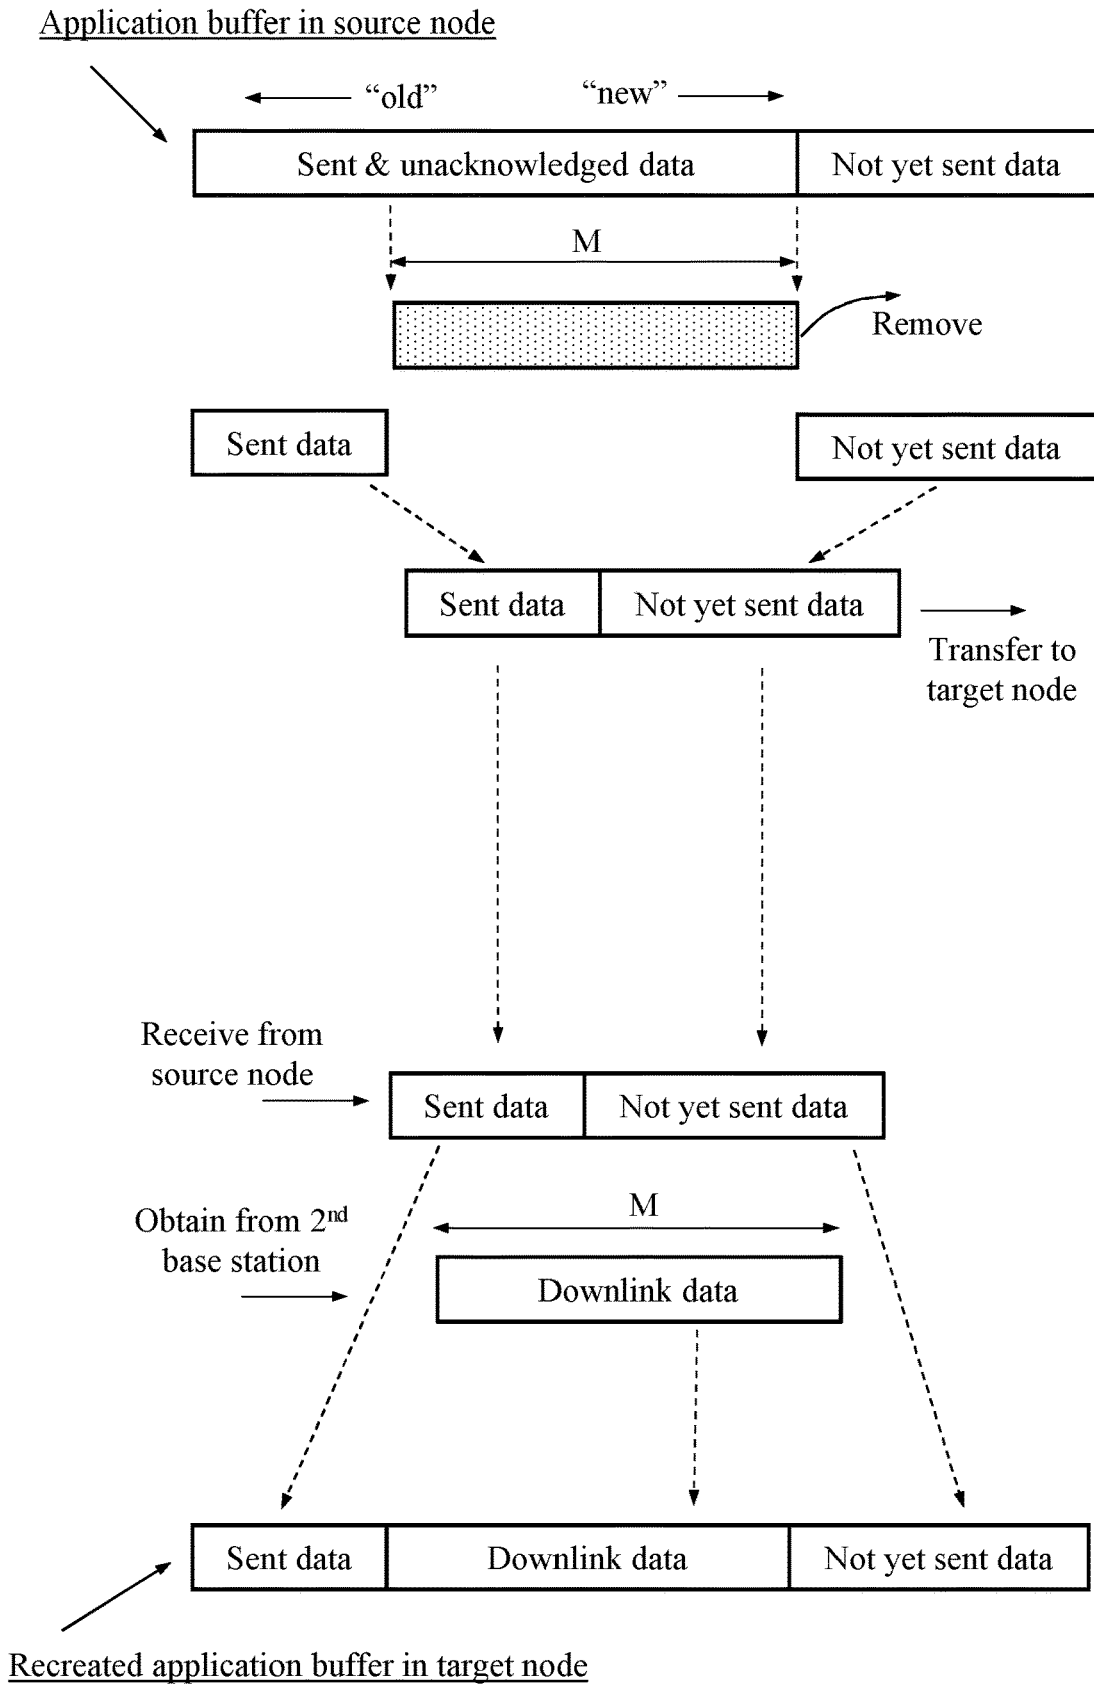 Application buffer in source node
“old” “new”
Sent & unacknowledged data Not yet sent data
M
Remove
Sent data Not yet sent data
Sent data Not yet sent data
Transfer to
target node
Receive from
source node
Sent data Not yet sent data
M
Obtain from 2nd
base station
Downlink data
Sent data Downlink data Not yet sent data
Recreated application buffer in target node